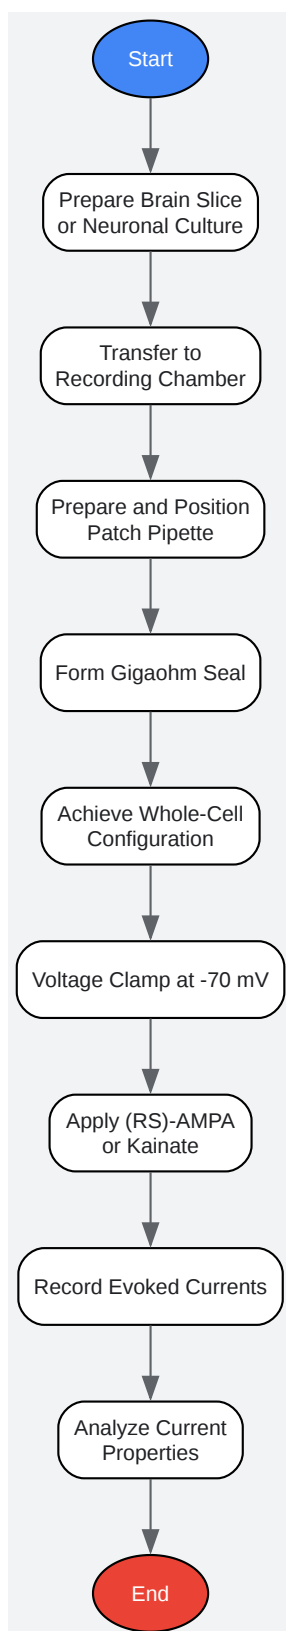 Start
Prepare Brain Slice
or Neuronal Culture
Transfer to
Recording Chamber
Prepare and Position
Patch Pipette
Form Gigaohm Seal
Achieve Whole-Cell
Configuration
Voltage Clamp at -70 mV
Apply (RS)-AMPA
or Kainate
Record Evoked Currents
Analyze Current
Properties
End